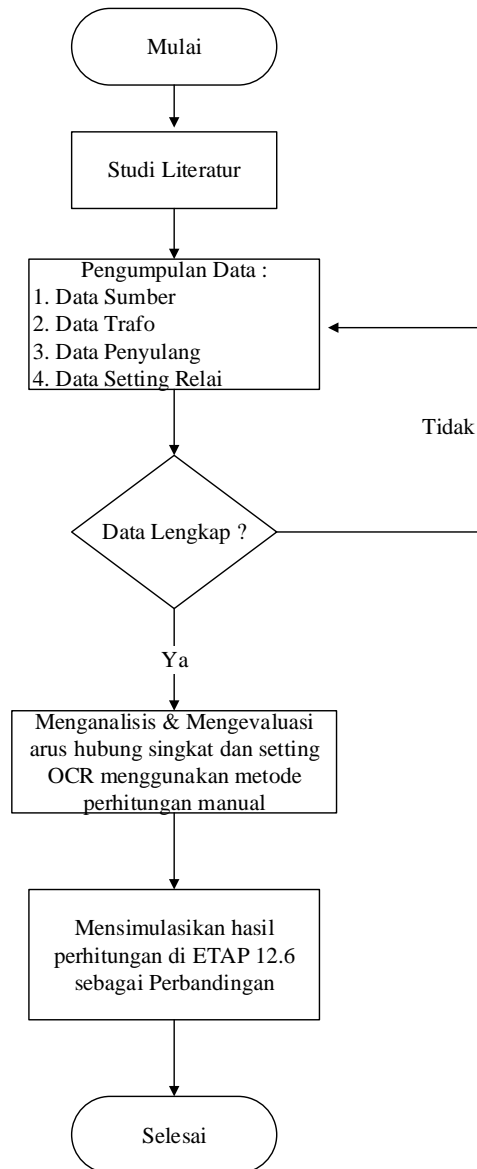 Mulai
Studi Literatur
Pengumpulan Data :
1. Data Sumber
2. Data Trafo
3. Data Penyulang
4. Data Setting Relai
Tidak
Data Lengkap ?
Ya
Menganalisis & Mengevaluasi
arus hubung singkat dan setting
OCR menggunakan metode
perhitungan manual
Mensimulasikan hasil
perhitungan di ETAP 12.6
sebagai Perbandingan
Selesai